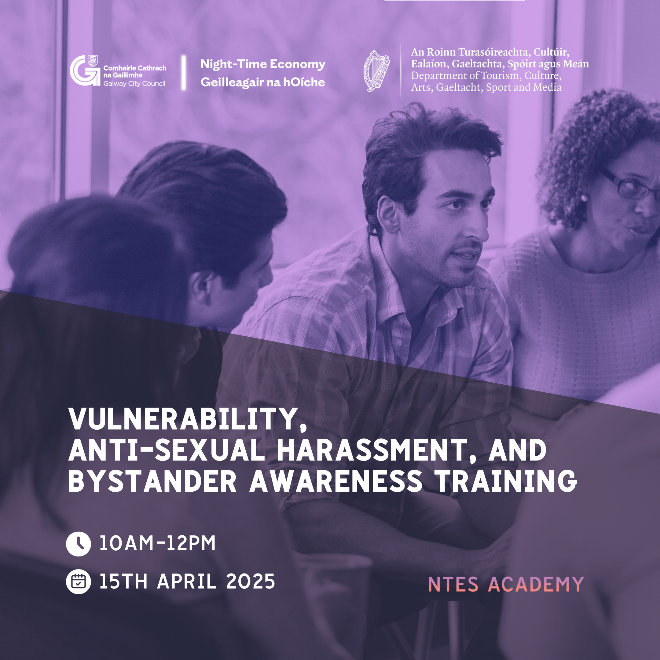 Comhairle Cathrach
na Gaillimhe
Galway City Council
Night-Time Economy
Geilleagair na hOíche
An Roinn Turasóireachta, Cultúir,
Ealaíon, Gaeltachta, Spóirt agus Meán
Department of Tourism, Culture,
Arts, Gaeltacht, Sport and Media
VULNERABILITY,
ANTI-SEXUAL HARASSMENT, AND
BYSTANDER AWARENESS TRAINING
10AM-12PM
15TH APRIL 2025
NTES ACADEMY